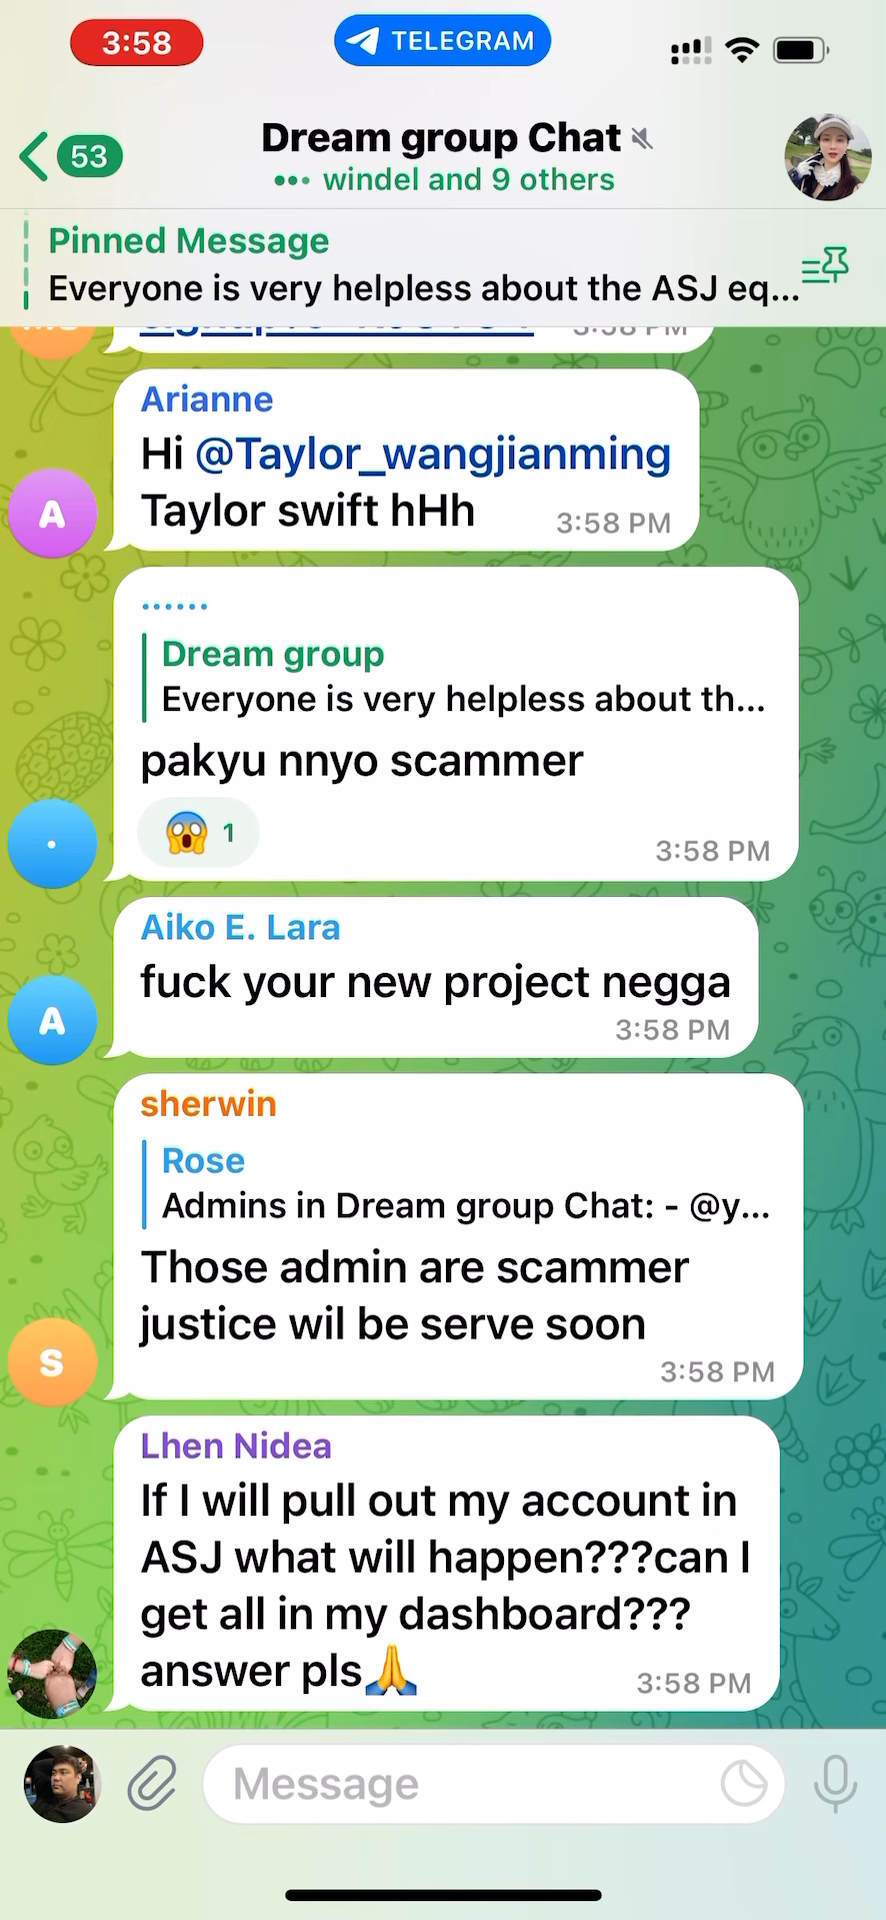 3:58
TELEGRAM
53
Dream group Chat
windel and 9 others
Pinned Message
Everyone is very helpless about the ASJ eq...
3:58 PM
Arianne
Hi @Taylor_wangjianming
Taylor swift hHh
3:58 PM
A
......
Dream group
Everyone is very helpless about th...
pakyu nnyo scammer
1
3:58 PM
Aiko E. Lara
fuck your new project negga
3:58 PM
A
sherwin
Rose
Admins in Dream group Chat: - @y...
Those admin are scammer
justice wil be serve soon
3:58 PM
S
Lhen Nidea
If I will pull out my account in
ASJ what will happen???can I
get all in my dashboard???
answer pls🙏
3:58 PM
Message